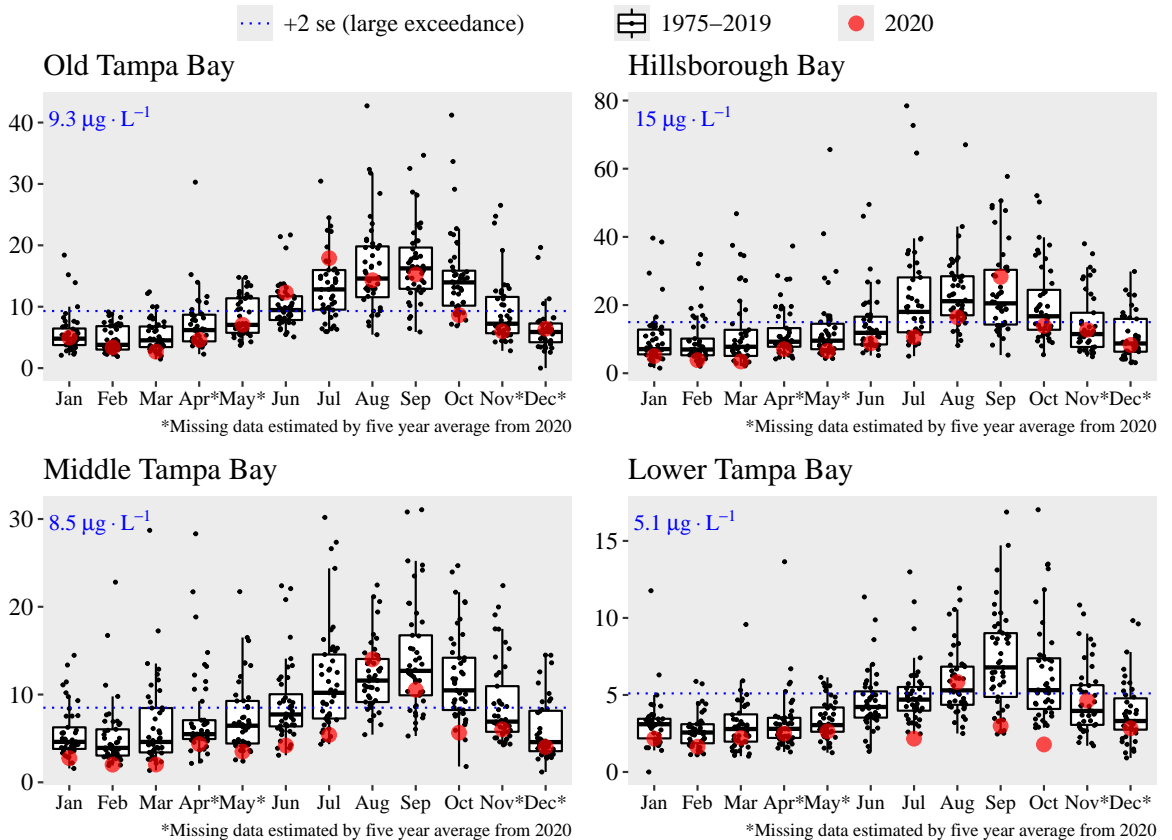 +2 se (large exceedance) 1975–2019 2020
Old Tampa Bay
9.3 μg · L⁻¹
40
30
20
10
0
Jan Feb Mar Apr* May* Jun Jul Aug Sep Oct Nov* Dec*
*Missing data estimated by five year average from 2020
Hillsborough Bay
15 μg · L⁻¹
80
60
40
20
0
Jan Feb Mar Apr* May* Jun Jul Aug Sep Oct Nov* Dec*
*Missing data estimated by five year average from 2020
Middle Tampa Bay
8.5 μg · L⁻¹
30
20
10
0
Jan Feb Mar Apr* May* Jun Jul Aug Sep Oct Nov* Dec*
*Missing data estimated by five year average from 2020
Lower Tampa Bay
5.1 μg · L⁻¹
15
10
5
0
Jan Feb Mar Apr* May* Jun Jul Aug Sep Oct Nov* Dec*
*Missing data estimated by five year average from 2020